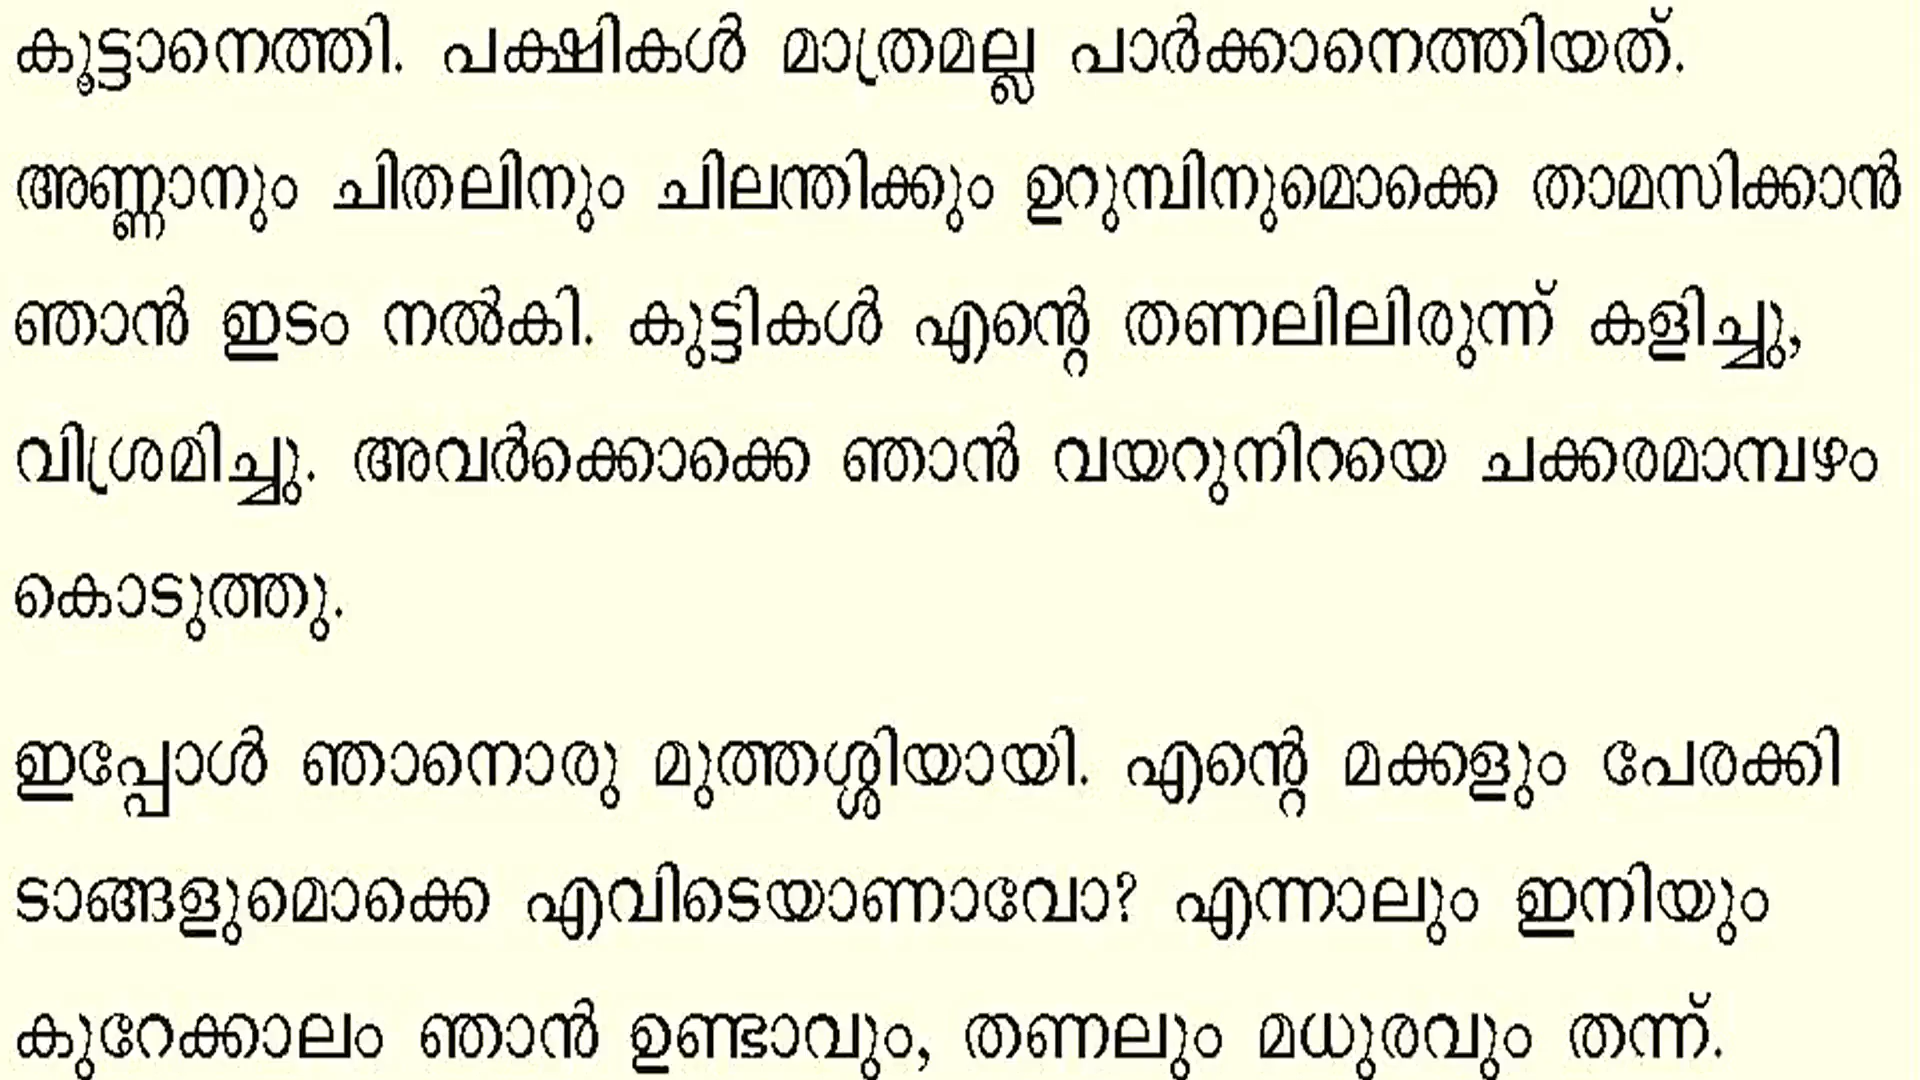 കൂട്ടാനെത്തി. പക്ഷികൾ മാത്രമല്ല പാർക്കാനെത്തിയത്.
അണ്ണാനും ചിതലിനും ചിലന്തിക്കും ഉറുമ്പിനുമൊക്കെ താമസിക്കാൻ
ഞാൻ ഇടം നൽകി. കുട്ടികൾ എന്റെ തണലിലിരുന്ന് കളിച്ചു,
വിശ്രമിച്ചു. അവർക്കൊക്കെ ഞാൻ വയറുനിറയെ ചക്കരമാമ്പഴം
കൊടുത്തു.
ഇപ്പോൾ ഞാനൊരു മുത്തശ്ശിയായി. എന്റെ മക്കളും പേരക്കി
ടാങ്ങളുമൊക്കെ എവിടെയാണാവോ? എന്നാലും ഇനിയും
കുറേക്കാലം ഞാൻ ഉണ്ടാവും, തണലും മധുരവും തന്ന്.